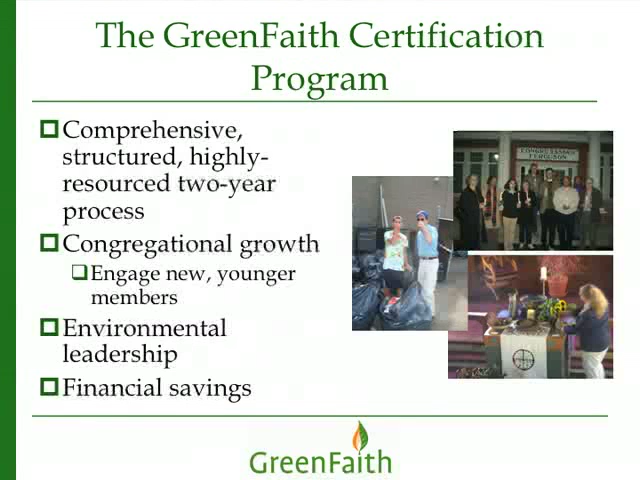 The GreenFaith Certification
Program
Comprehensive,
structured, highly-
resourced two-year
process
Congregational growth
Engage new, younger
members
Environmental
leadership
Financial savings
GreenFaith